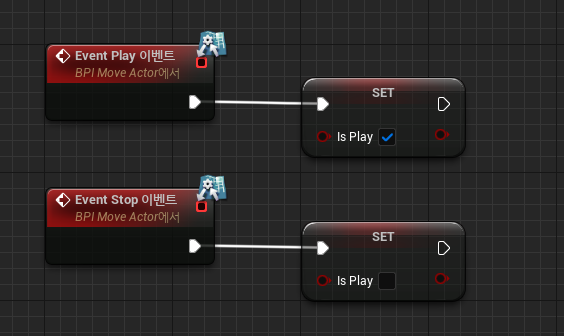 Event Play 이벤트
BPI Move Actor에서
SET
Is Play
Event Stop 이벤트
BPI Move Actor에서
SET
Is Play